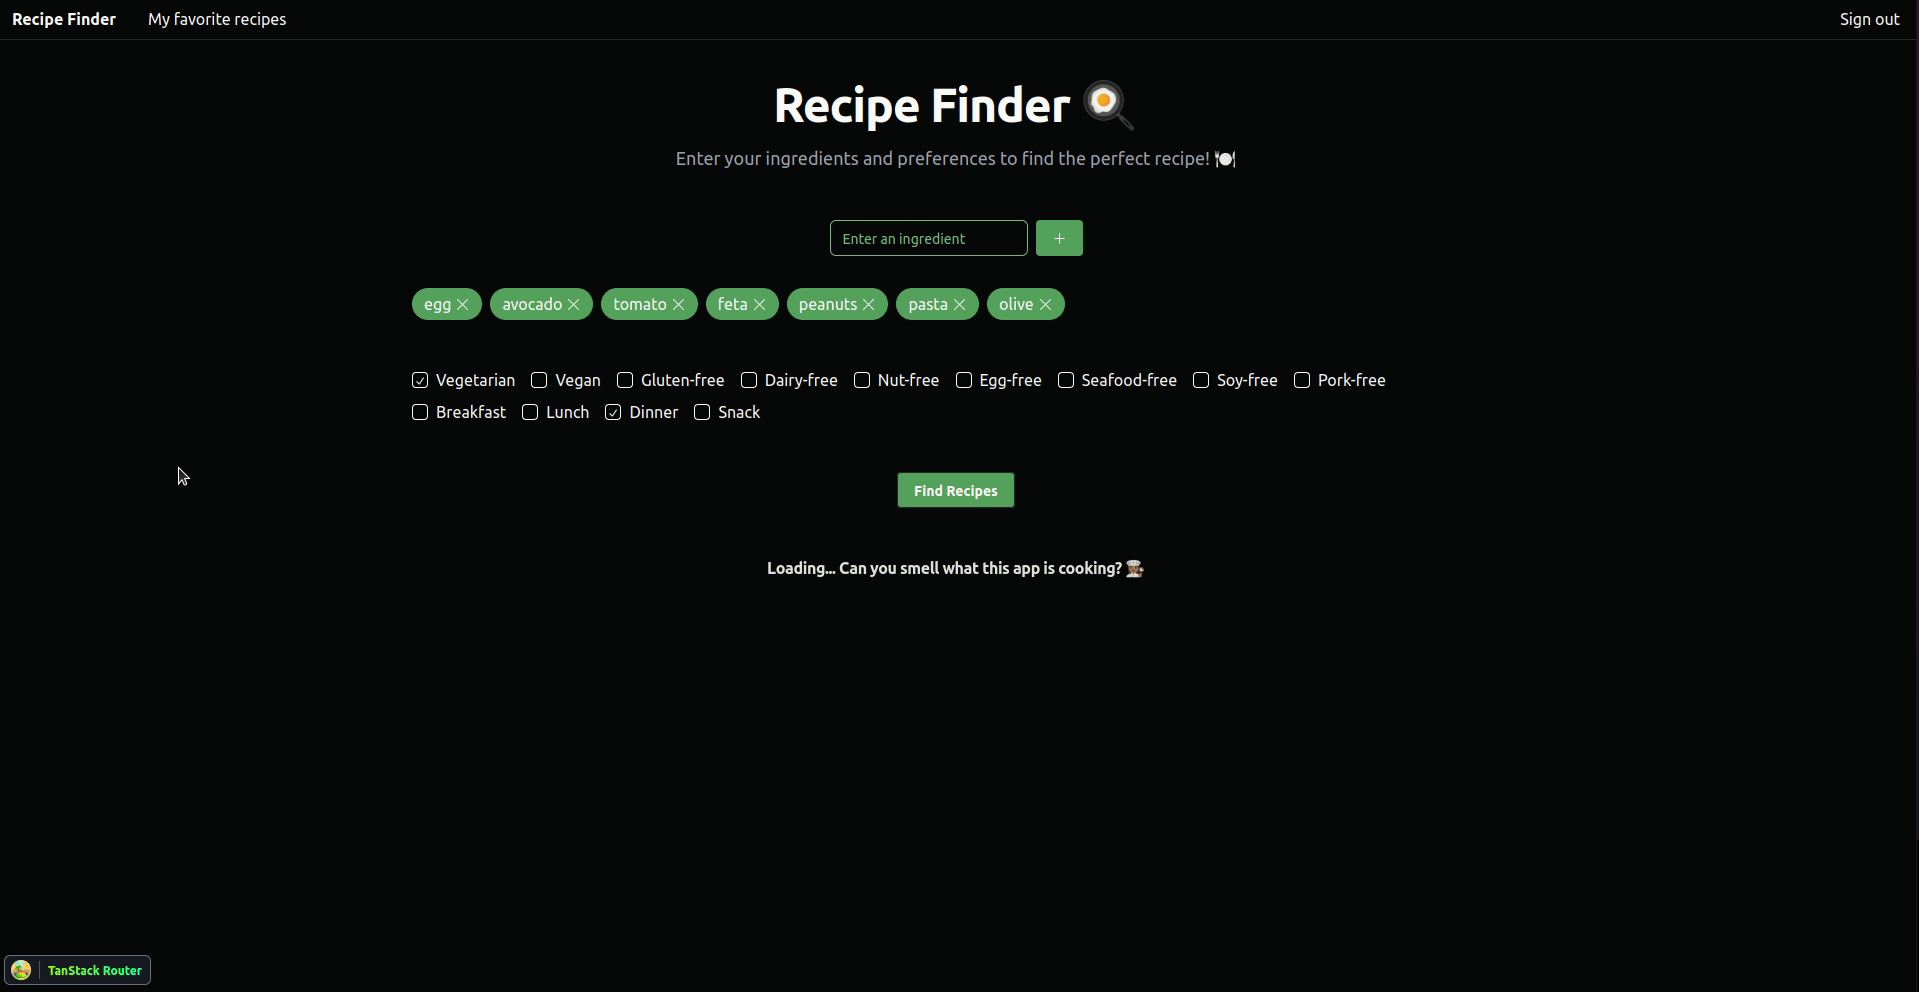 Recipe Finder My favorite recipes Sign out
Recipe Finder
Enter your ingredients and preferences to find the perfect recipe!
Enter an ingredient +
egg avocado tomato feta peanuts pasta olive
Vegetarian Vegan Gluten-free Dairy-free Nut-free Egg-free Seafood-free Soy-free Pork-free
Breakfast Lunch Dinner Snack
Find Recipes
Loading... Can you smell what this app is cooking?
TanStack Router